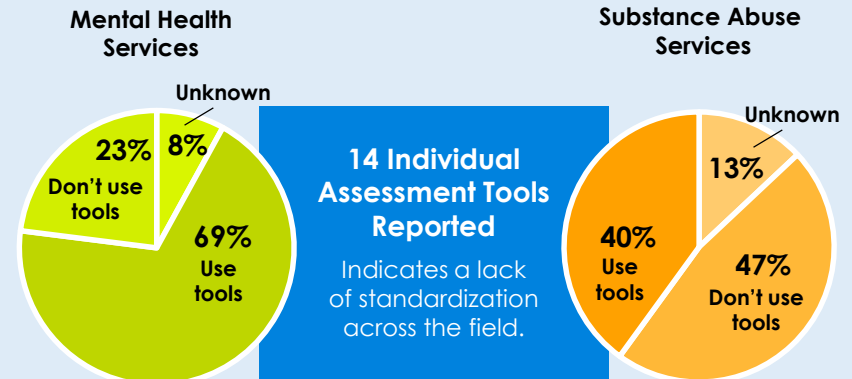 Mental Health
Services
Unknown
8%
23%
Don't use
tools
69%
Use
tools
14 Individual
Assessment Tools
Reported
Indicates a lack
of standardization
across the field.
Substance Abuse
Services
Unknown
13%
40%
Use
tools
47%
Don't use
tools